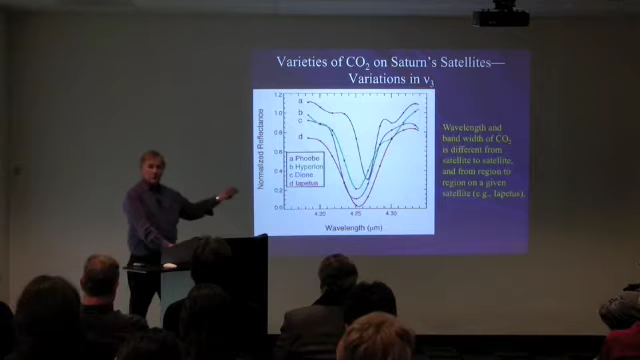 Varieties of CO₂ on Saturn's Satellites—
Variations in ν₃
1.2
1.0
0.8
0.6
0.4
0.2
0.0
Normalized Reflectance
a
b
c
d
a Phoebe
b Hyperion
c Dione
d Iapetus
4.20
4.25
4.30
Wavelength (μm)
Wavelength and
band width of CO₂
is different from
satellite to satellite,
and from region to
region on a given
satellite (e.g., Iapetus).